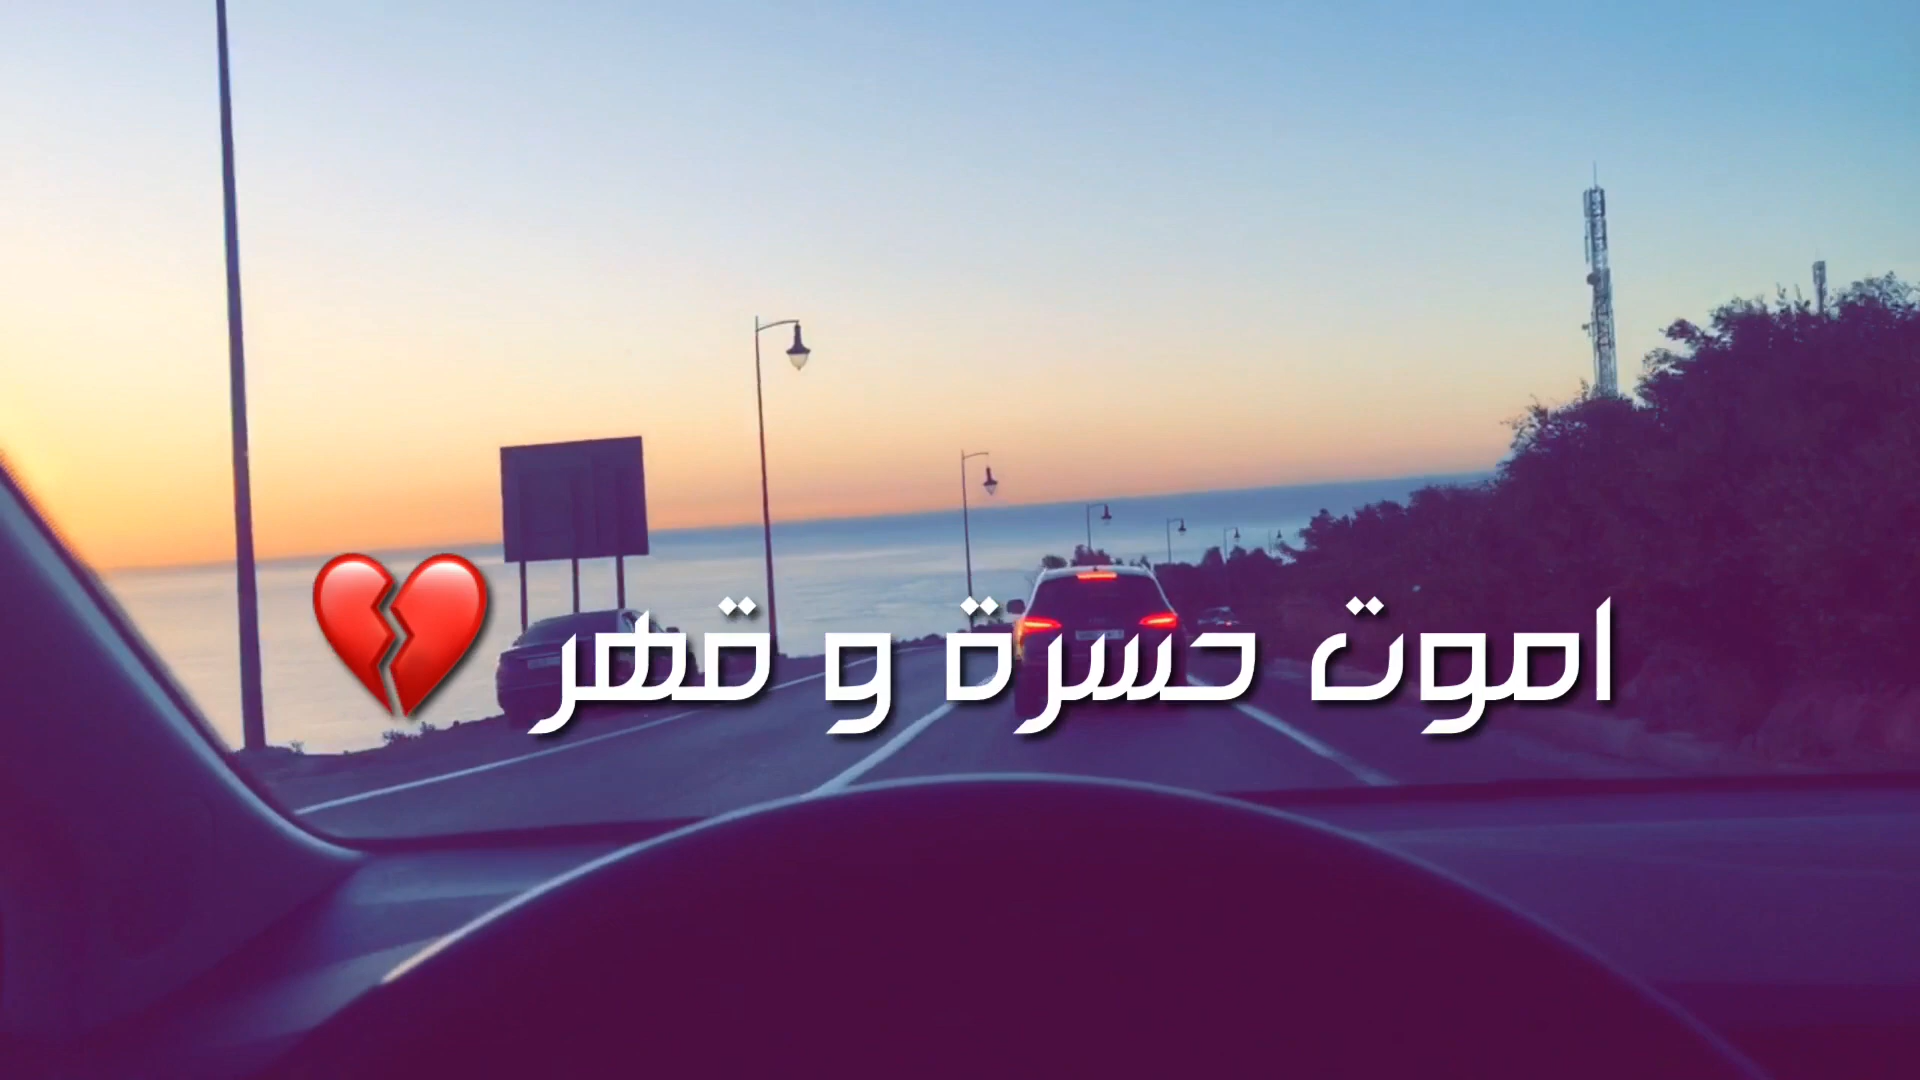 اموت حسرة و قهر 💔